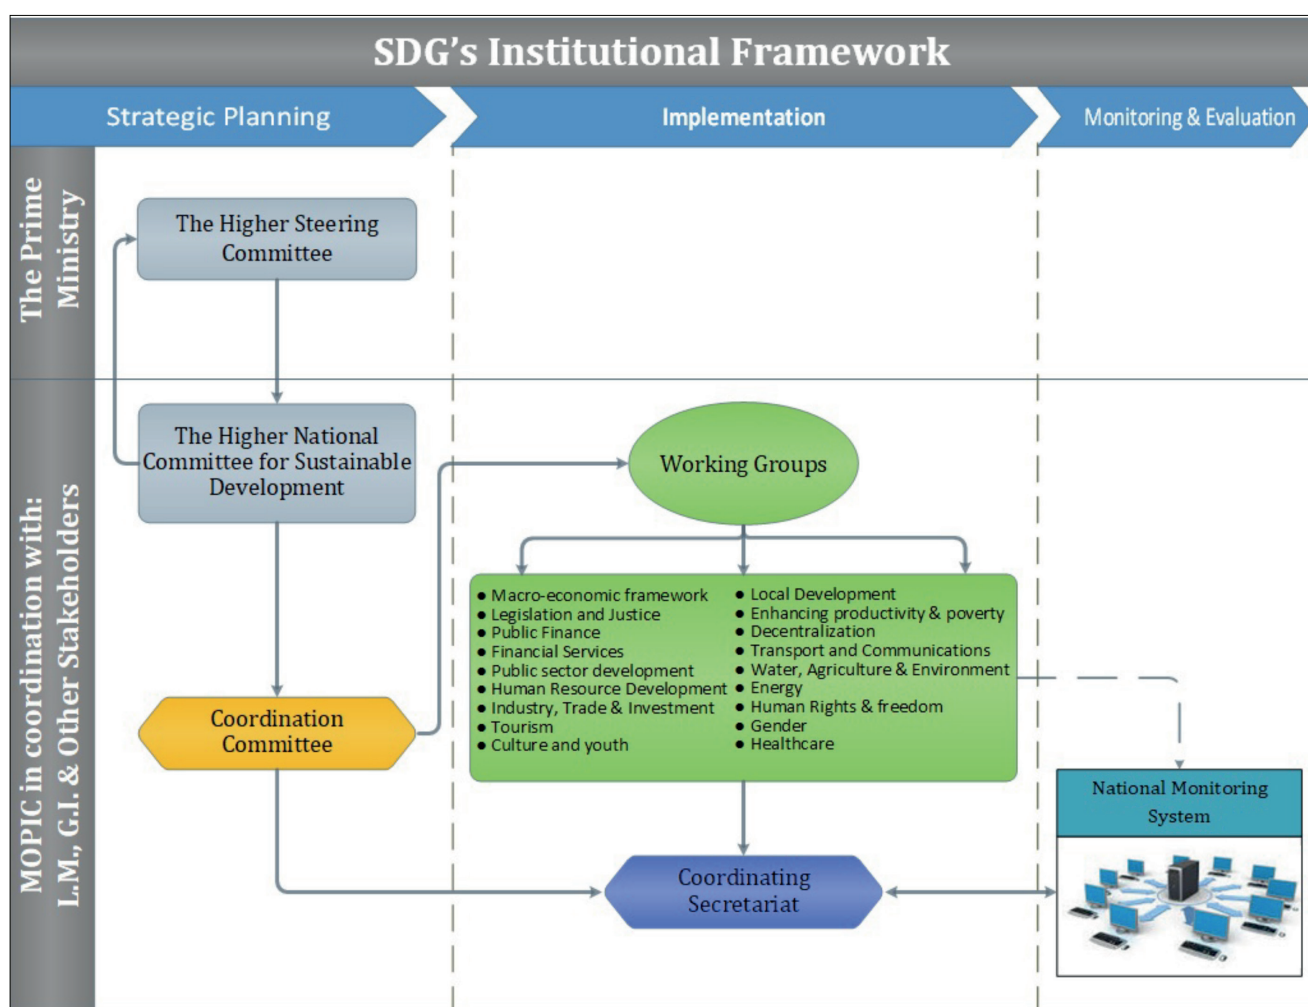 SDG's Institutional Framework
Strategic Planning
Implementation
Monitoring & Evaluation
The Prime
Ministry
The Higher Steering
Committee
MOPIC in coordination with:
L.M., G.I. & Other Stakeholders
The Higher National
Committee for Sustainable
Development
Coordination
Committee
Working Groups
● Macro-economic framework
● Legislation and Justice
● Public Finance
● Financial Services
● Public sector development
● Human Resource Development
● Industry, Trade & Investment
● Tourism
● Culture and youth
● Local Development
● Enhancing productivity & poverty
● Decentralization
● Transport and Communications
● Water, Agriculture & Environment
● Energy
● Human Rights & freedom
● Gender
● Healthcare
Coordinating
Secretariat
National Monitoring
System